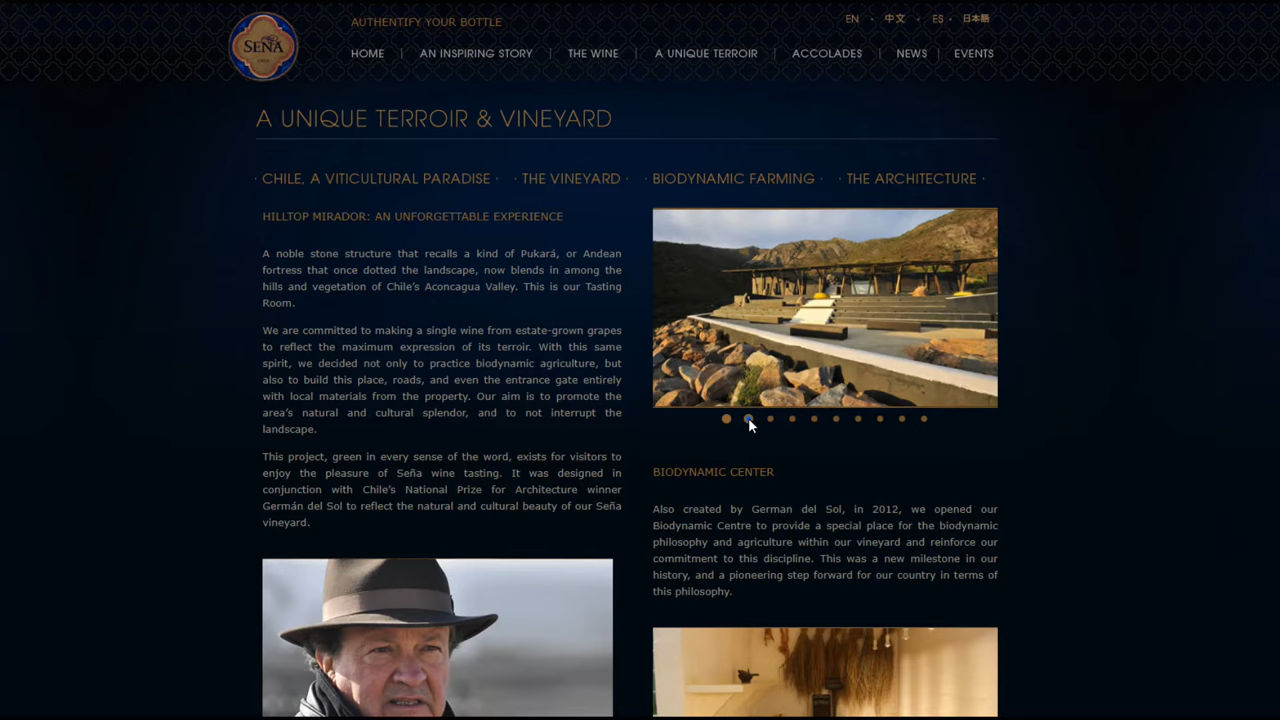 AUTHENTIFY YOUR BOTTLE
EN · 中文 · ES · 日本語
SEÑA
CHILE
HOME | AN INSPIRING STORY | THE WINE | A UNIQUE TERROIR | ACCOLADES | NEWS | EVENTS
A UNIQUE TERROIR & VINEYARD
· CHILE, A VITICULTURAL PARADISE · · THE VINEYARD · · BIODYNAMIC FARMING · · THE ARCHITECTURE ·
HILLTOP MIRADOR: AN UNFORGETTABLE EXPERIENCE
A noble stone structure that recalls a kind of Pukará, or Andean
fortress that once dotted the landscape, now blends in among the
hills and vegetation of Chile's Aconcagua Valley. This is our Tasting
Room.
We are committed to making a single wine from estate-grown grapes
to reflect the maximum expression of its terroir. With this same
spirit, we decided not only to practice biodynamic agriculture, but
also to build this place, roads, and even the entrance gate entirely
with local materials from the property. Our aim is to promote the
area's natural and cultural splendor, and to not interrupt the
landscape.
This project, green in every sense of the word, exists for visitors to
enjoy the pleasure of Seña wine tasting. It was designed in
conjunction with Chile's National Prize for Architecture winner
Germán del Sol to reflect the natural and cultural beauty of our Seña
vineyard.
BIODYNAMIC CENTER
Also created by German del Sol, in 2012, we opened our
Biodynamic Centre to provide a special place for the biodynamic
philosophy and agriculture within our vineyard and reinforce our
commitment to this discipline. This was a new milestone in our
history, and a pioneering step forward for our country in terms of
this philosophy.